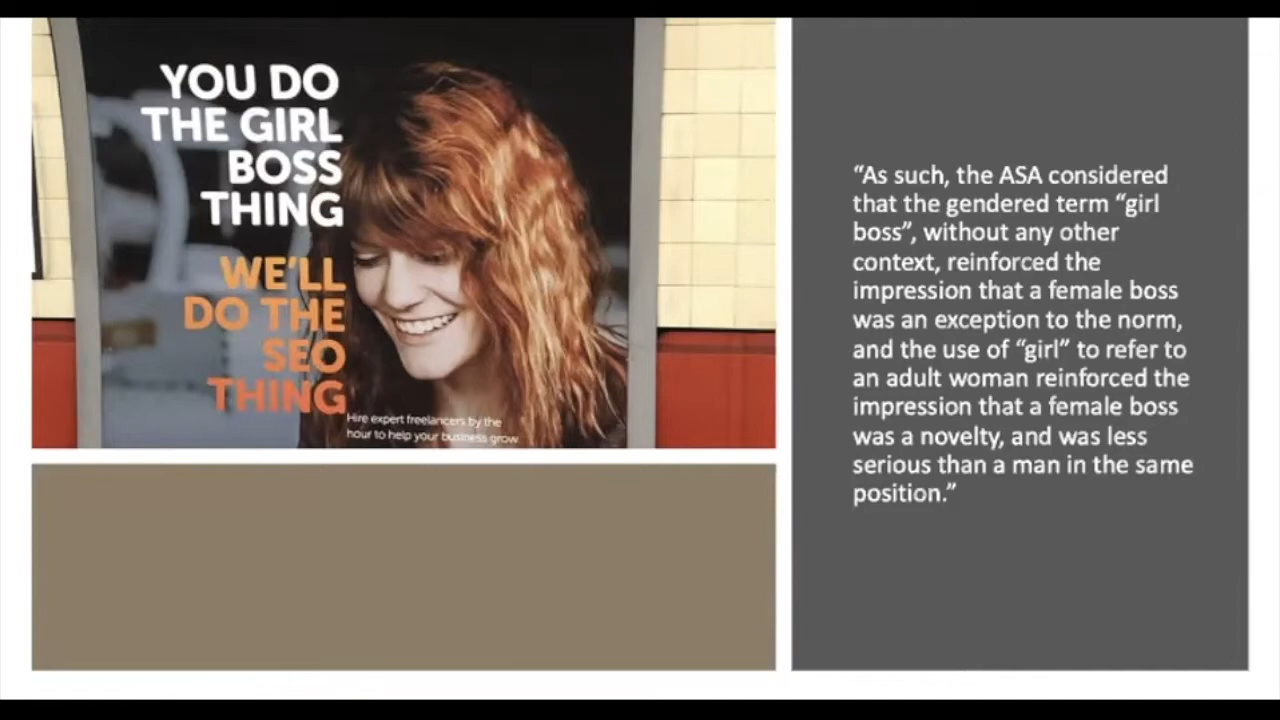 YOU DO
THE GIRL
BOSS
THING
WE'LL
DO THE
SEO
THING
Hire expert freelancers by the
hour to help your business grow
“As such, the ASA considered
that the gendered term “girl
boss”, without any other
context, reinforced the
impression that a female boss
was an exception to the norm,
and the use of “girl” to refer to
an adult woman reinforced the
impression that a female boss
was a novelty, and was less
serious than a man in the same
position.”